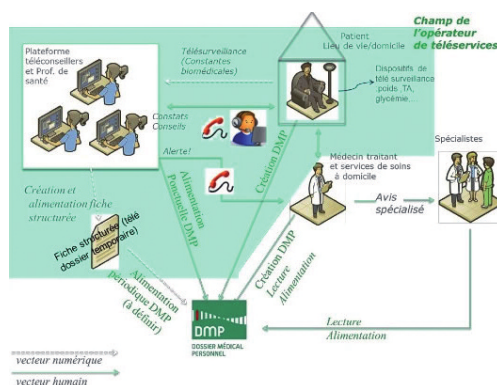 Champ de
l'opérateur
de téléservices
Plateforme
téléconseillers
et Prof. de
santé
Télésurveillance
(Constantes
biomédicales)
Patient
Lieu de vie/domicile
Dispositifs de
télé surveillance
:poids ,TA,
glycémie....
Constats
Conseils
Alerte!
Création DMP
Spécialistes
Médecin traitant
et services de soins
à domicile
Avis
spécialisé
Création et
alimentation fiche
structurée
Alimentation
Ponctuelle DMP
Fiche structurée (télé
dossier temporaire)
Alimentation
périodique DMP
(à définir)
Création DMP
Lecture
Alimentation
DMP
DOSSIER MÉDICAL
PERSONNEL
Lecture
Alimentation
vecteur numérique
vecteur humain